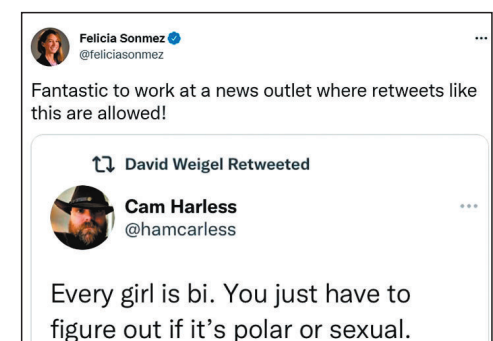 Felicia Sonmez
@feliciasonmez
Fantastic to work at a news outlet where retweets like
this are allowed!
David Weigel Retweeted
Cam Harless
@hamcarless
Every girl is bi. You just have to
figure out if it's polar or sexual.